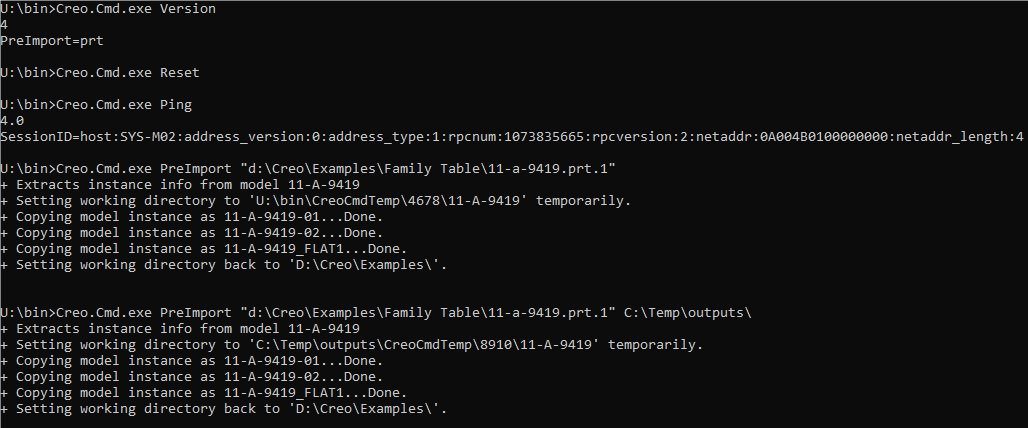 U:\bin>Creo.Cmd.exe Version
4
PreImport=prt
U:\bin>Creo.Cmd.exe Reset
U:\bin>Creo.Cmd.exe Ping
4.0
SessionID=host:SYS-M02:address_version:0:address_type:1:rpcnum:1073835665:rpcversion:2:netaddr:0A004B0100000000:netaddr_length:4
U:\bin>Creo.Cmd.exe PreImport "d:\Creo\Examples\Family Table\11-a-9419.prt.1"
+ Extracts instance info from model 11-A-9419
+ Setting working directory to 'U:\bin\CreoCmdTemp\4678\11-A-9419' temporarily.
+ Copying model instance as 11-A-9419-01...Done.
+ Copying model instance as 11-A-9419-02...Done.
+ Copying model instance as 11-A-9419_FLAT1...Done.
+ Setting working directory back to 'D:\Creo\Examples\'.
U:\bin>Creo.Cmd.exe PreImport "d:\Creo\Examples\Family Table\11-a-9419.prt.1" C:\Temp\outputs\
+ Extracts instance info from model 11-A-9419
+ Setting working directory to 'C:\Temp\outputs\CreoCmdTemp\8910\11-A-9419' temporarily.
+ Copying model instance as 11-A-9419-01...Done.
+ Copying model instance as 11-A-9419-02...Done.
+ Copying model instance as 11-A-9419_FLAT1...Done.
+ Setting working directory back to 'D:\Creo\Examples\'.